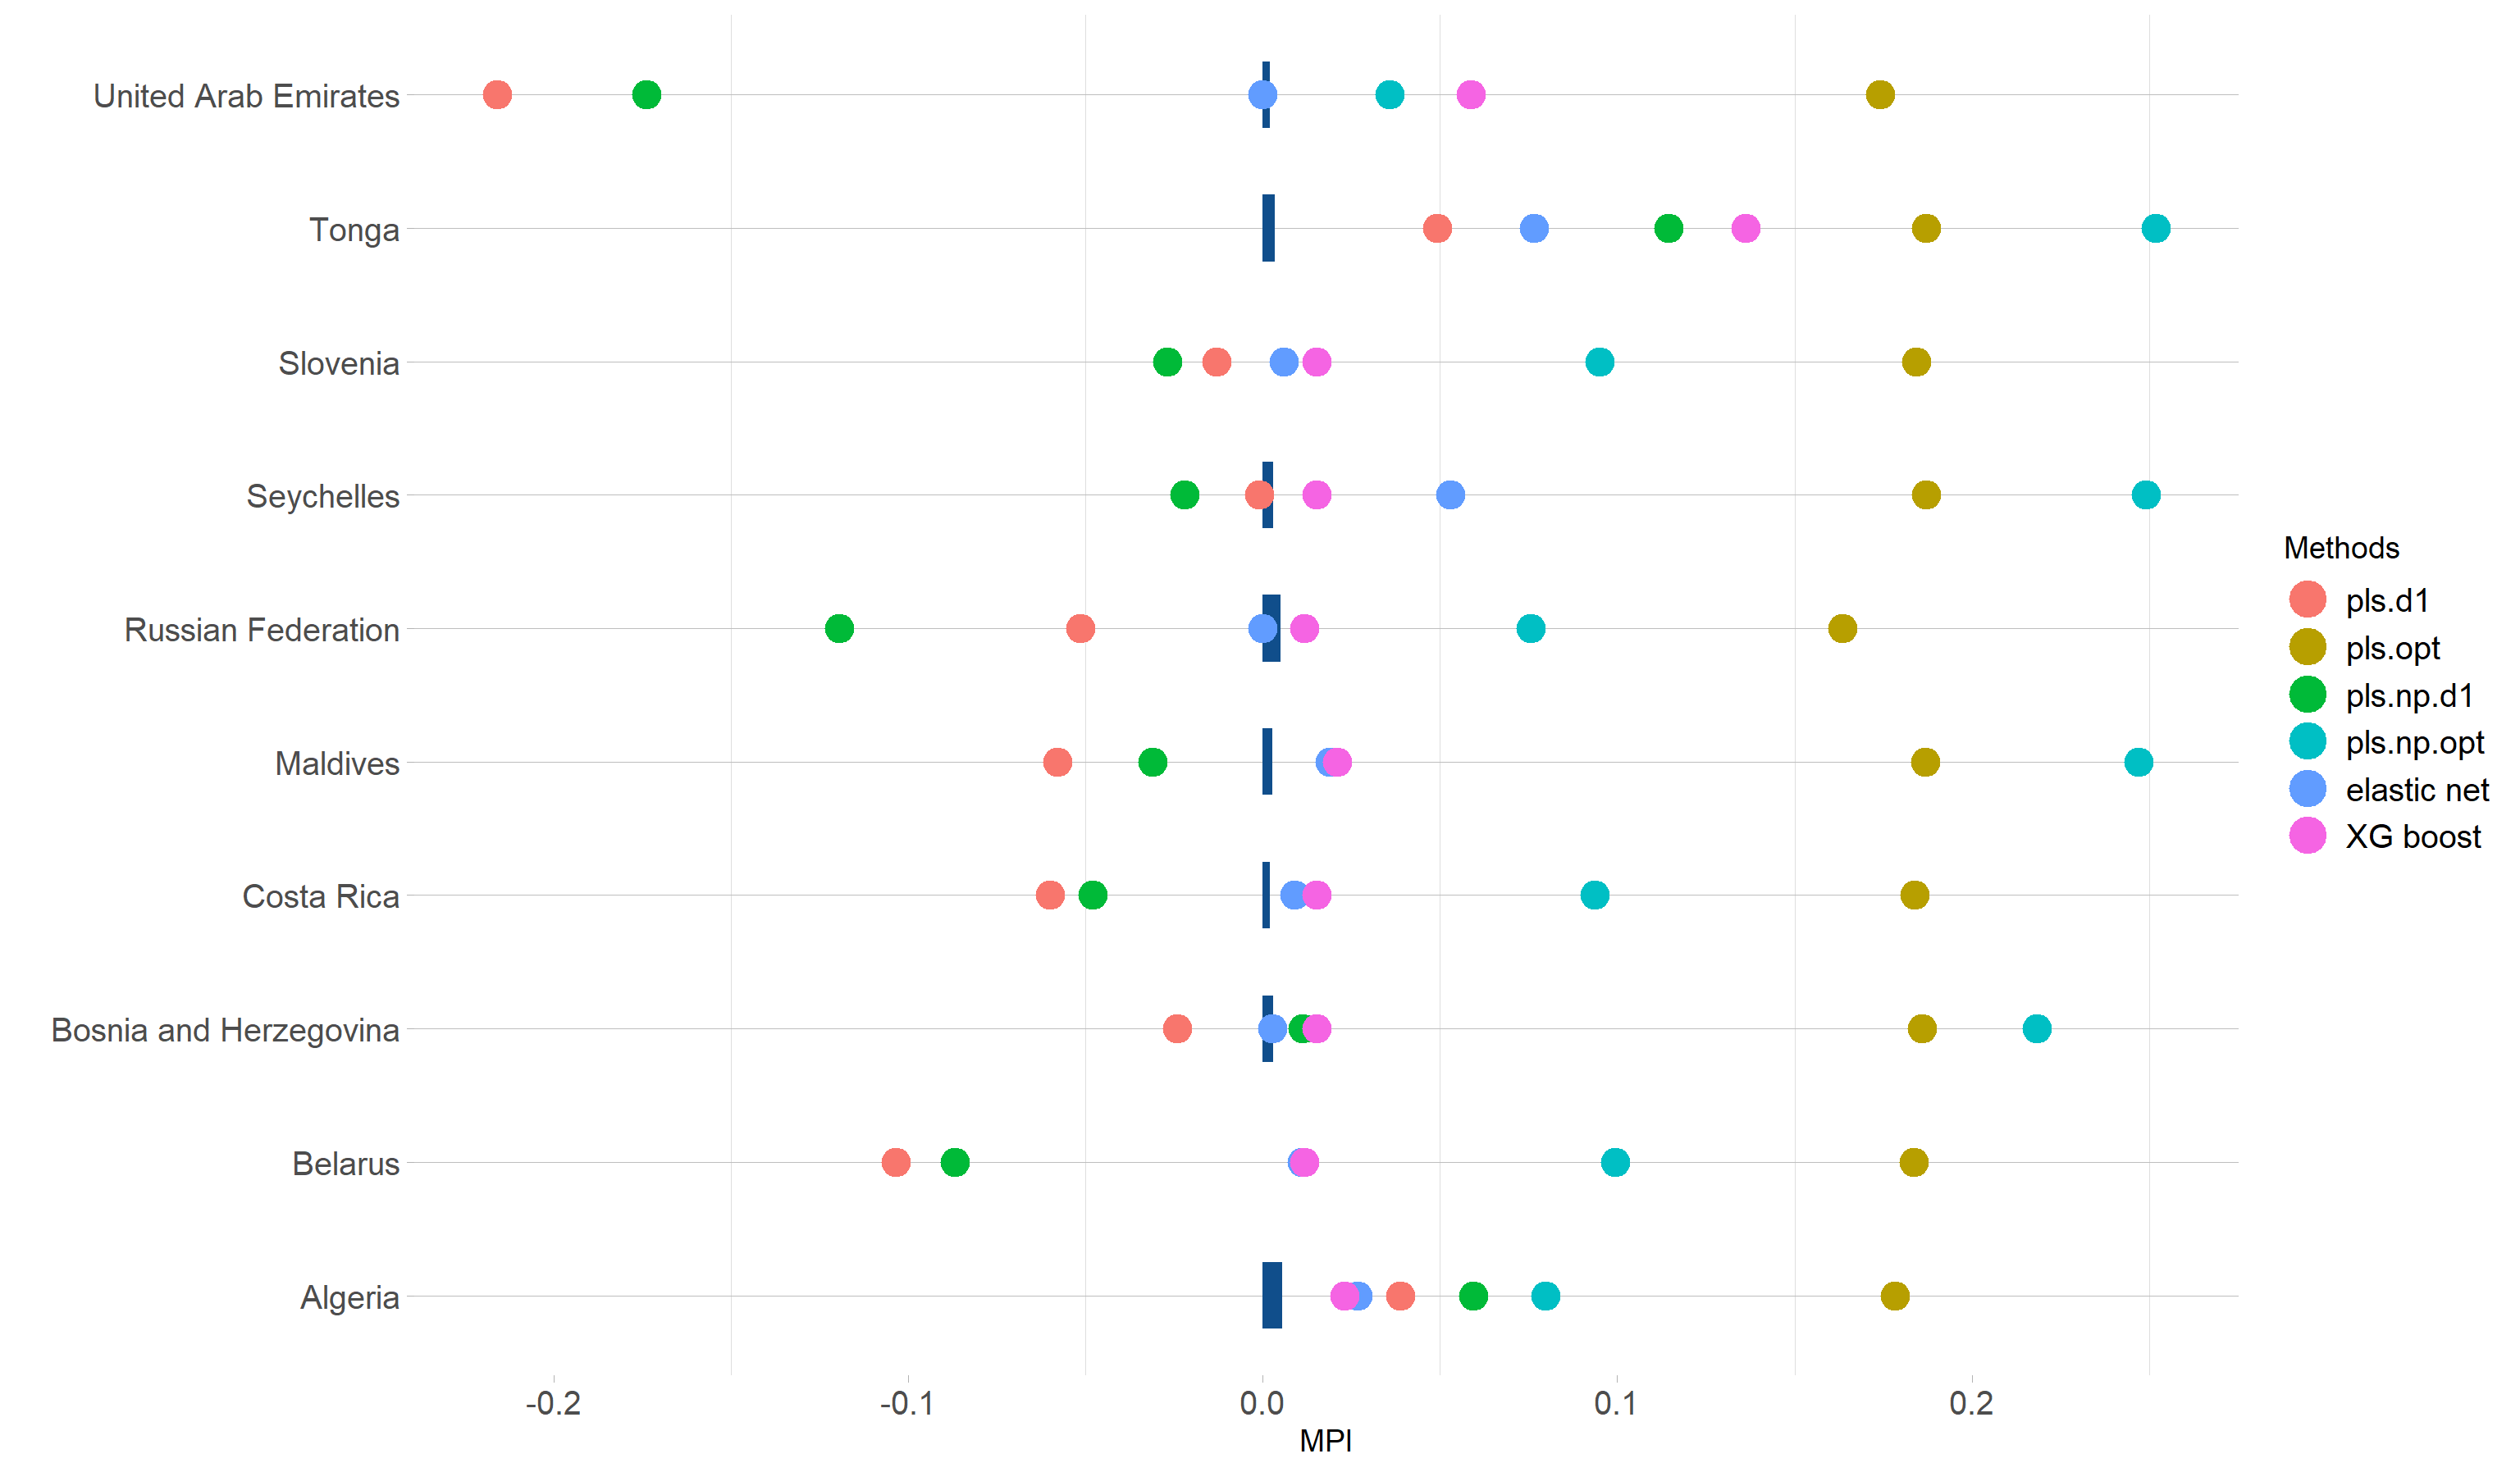 United Arab Emirates
Tonga
Slovenia
Seychelles
Russian Federation
Maldives
Costa Rica
Bosnia and Herzegovina
Belarus
Algeria
-0.2 -0.1 0.0 0.1 0.2
MPI
Methods
pls.d1
pls.opt
pls.np.d1
pls.np.opt
elastic net
XG boost